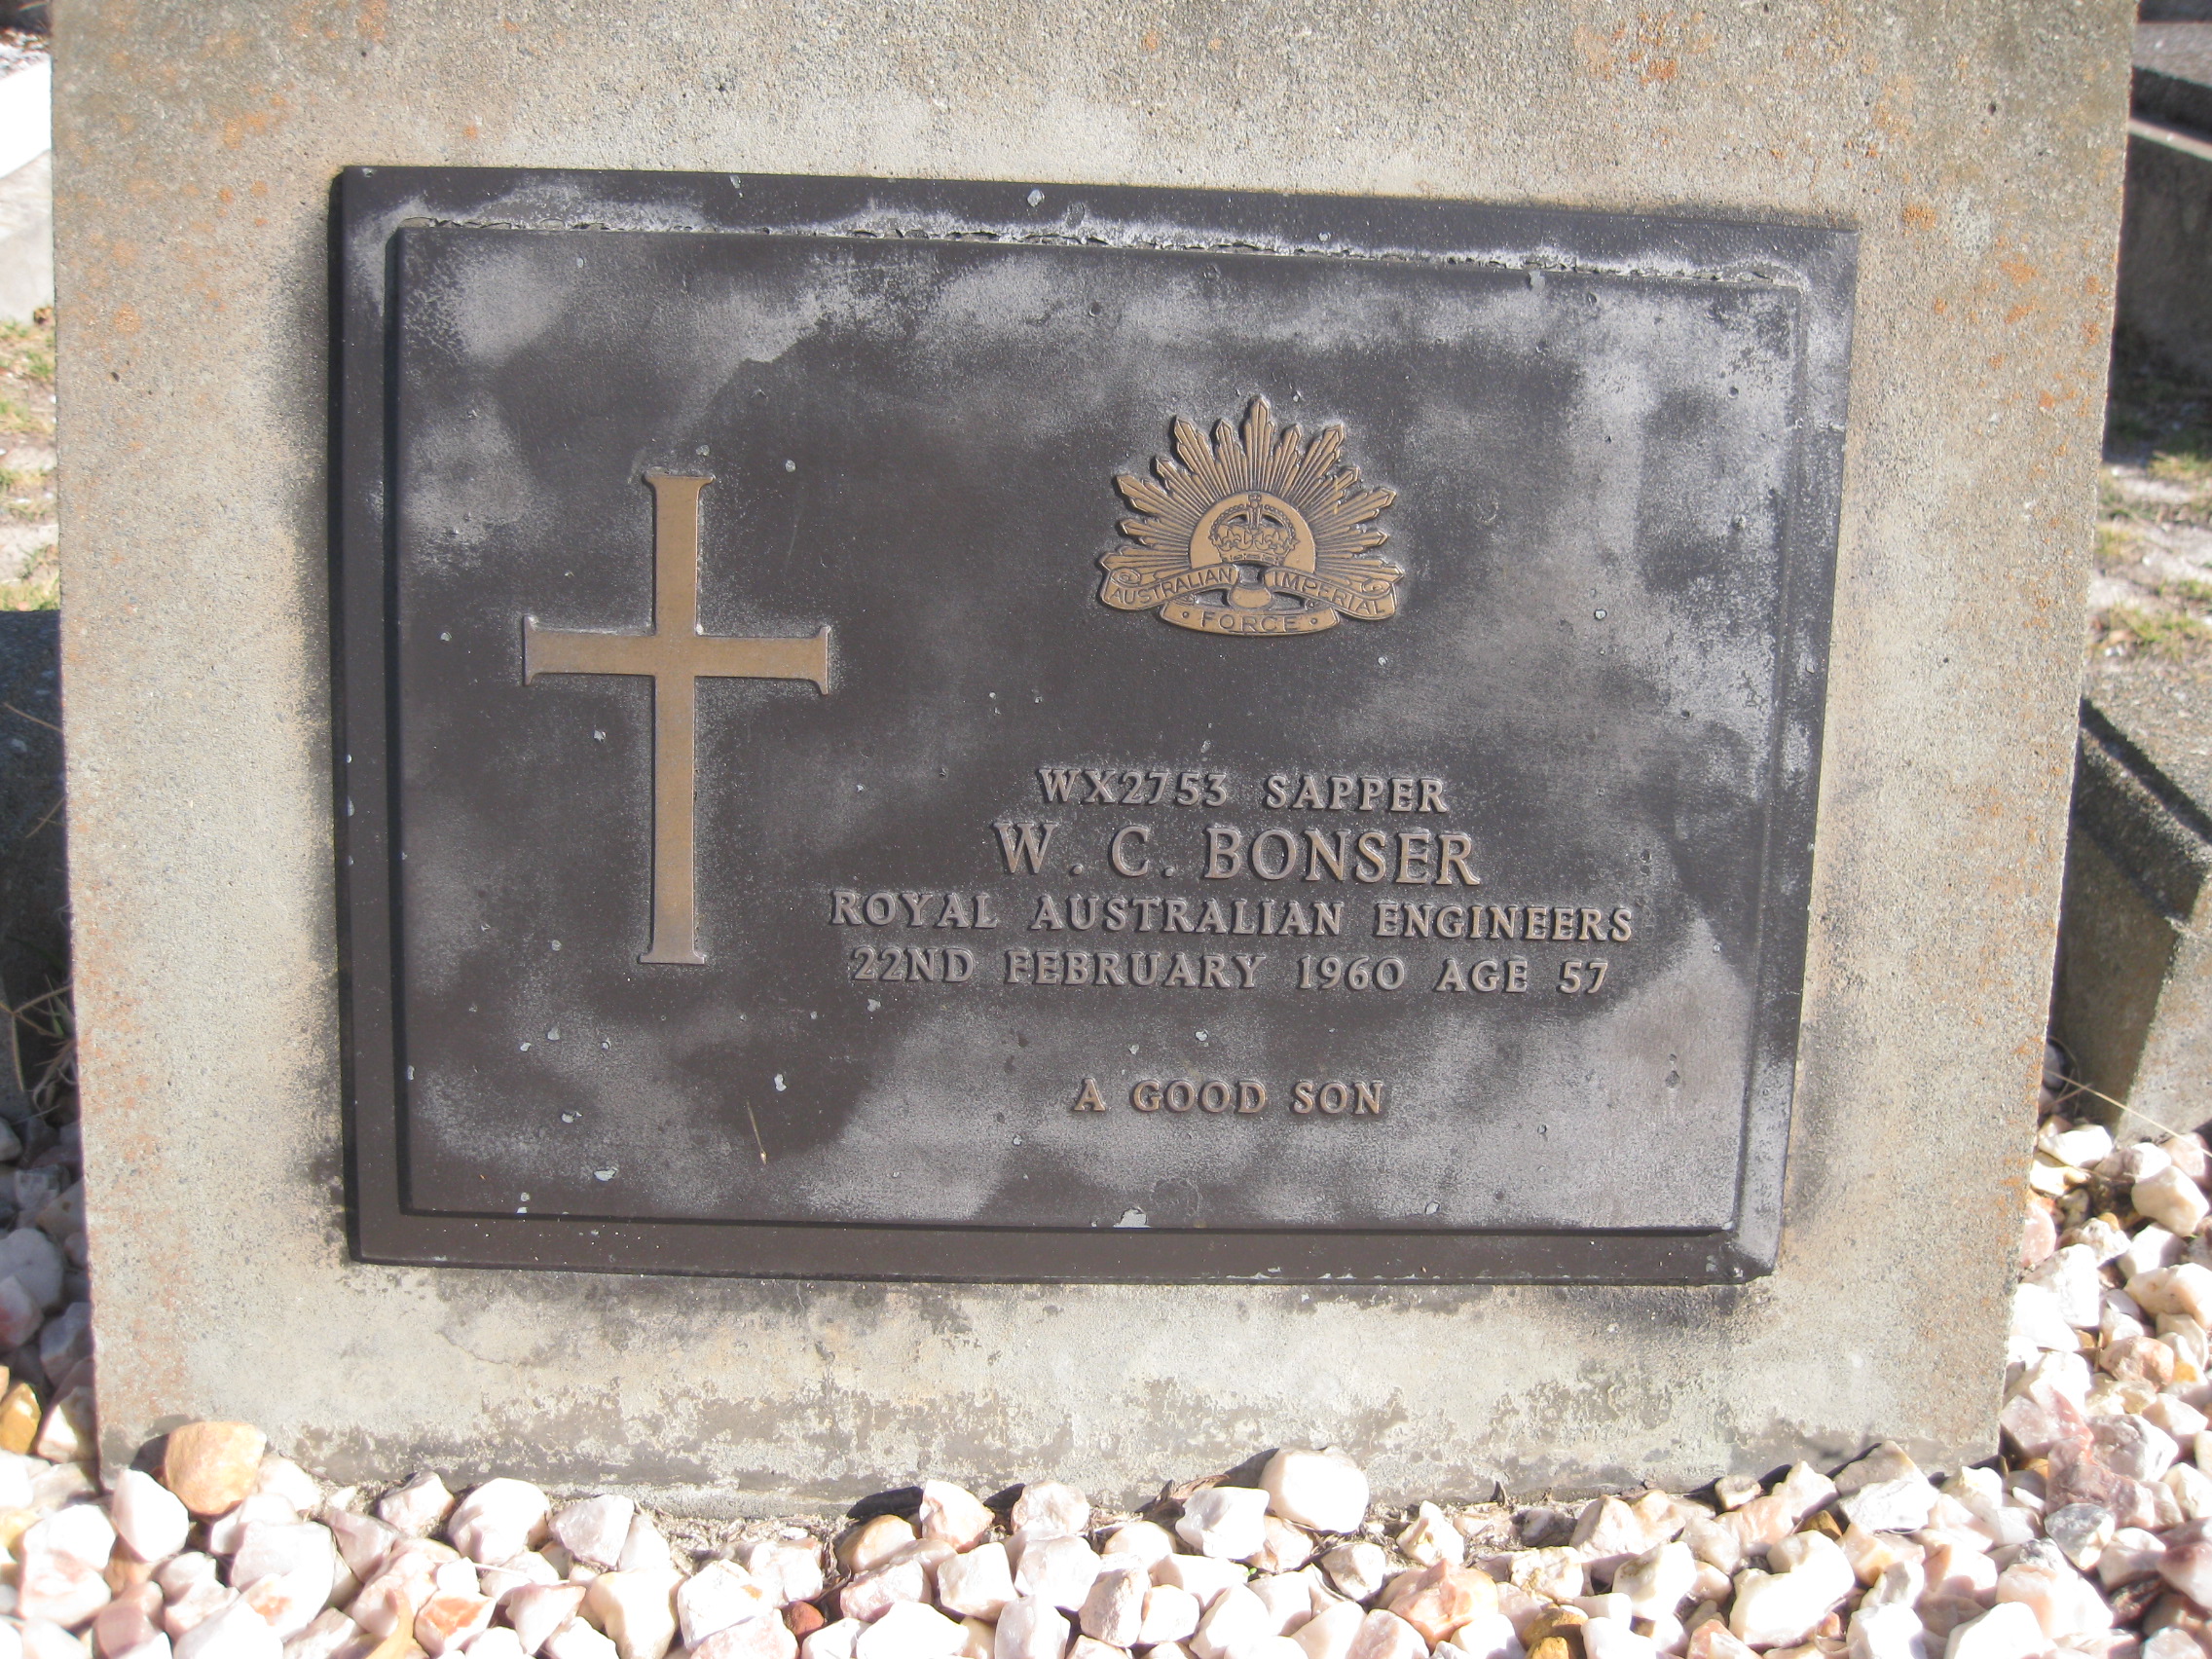 AUSTRALIAN IMPERIAL
FORCE
WX2753 SAPPER
W. C. BONSER
ROYAL AUSTRALIAN ENGINEERS
22ND FEBRUARY 1960 AGE 57
A GOOD SON